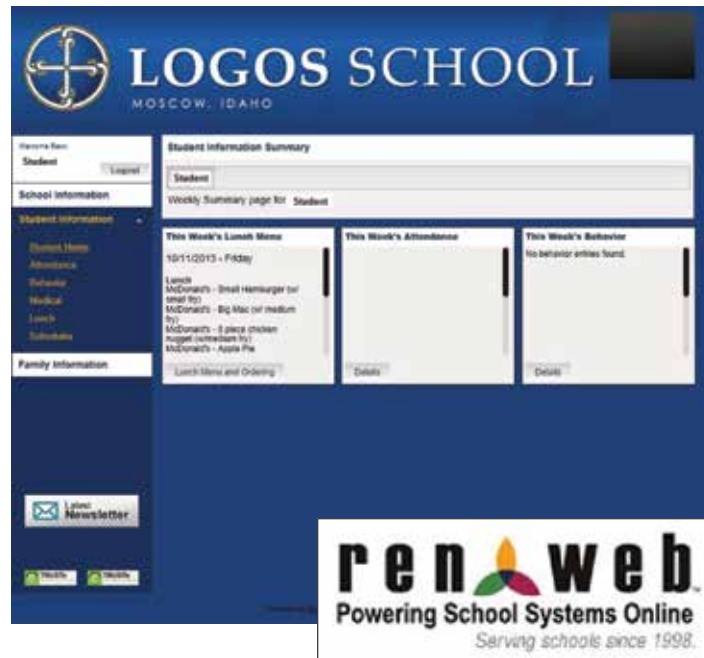 LOGOS SCHOOL
MOSCOW, IDAHO
Welcome Back
Student
Logout
School Information
Student Information
Student Home
Attendance
Behavior
Medical
Lunch
Schedules
Family Information
Latest
Newsletter
Student Information Summary
Student
Weekly Summary page for Student
This Week's Lunch Menu
10/11/2013 - Friday
Lunch
McDonald's - Small Hamburger (w/
small fry)
McDonald's - Big Mac (w/ medium
fry)
McDonald's - 6 piece chicken
nugget (w/medium fry)
McDonald's - Apple Pie
Lunch Menu and Ordering
This Week's Attendance
Details
This Week's Behavior
No behavior entries found.
Details
renweb
Powering School Systems Online
Serving schools since 1998.